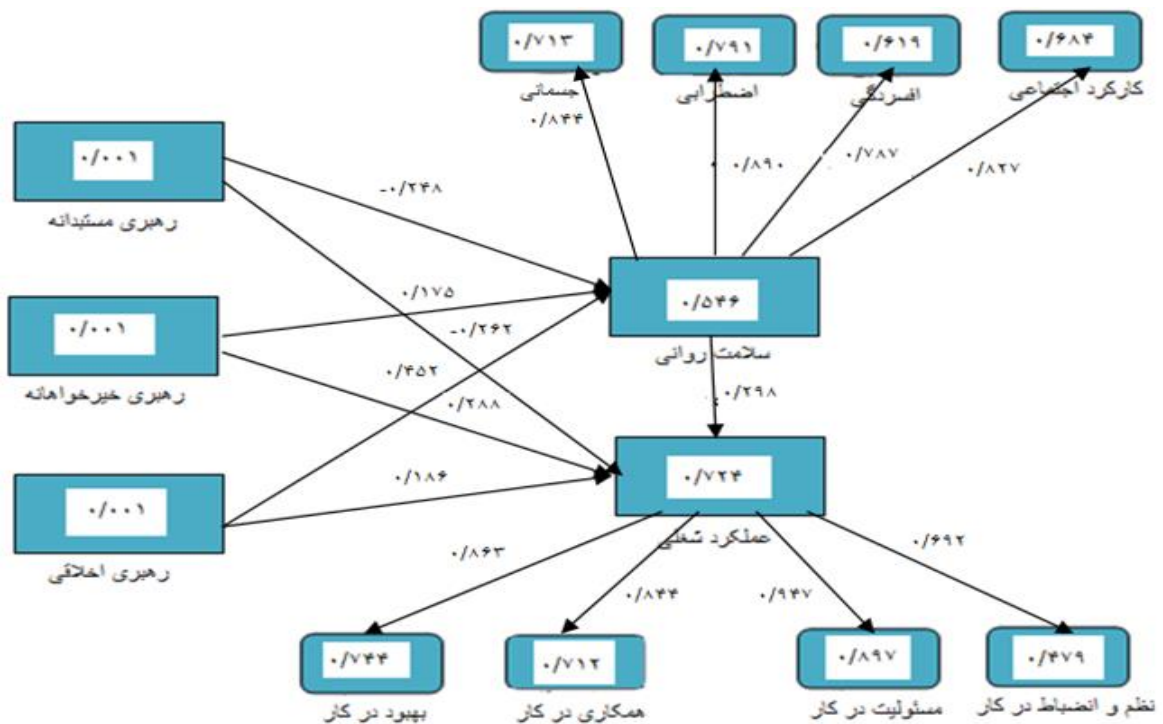 ۰/۷۱۳
۰/۷۹۱
۰/۶۱۹
۰/۶۸۴
جسمانی
اضطرابی
افسردگی
کارکرد اجتماعی
۰/۸۴۴
۰/۸۹۰
۰/۷۸۷
۰/۸۲۷
۰/۰۰۱
رهبری مستبدانه
-۰/۲۴۸
۰/۱۷۵
-۰/۲۶۲
۰/۰۰۱
رهبری خیرخواهانه
۰/۵۴۶
سلامت روانی
۰/۴۵۲
۰/۲۸۸
۰/۲۹۸
۰/۰۰۱
رهبری اخلاقی
۰/۱۸۶
۰/۷۲۴
عملکرد شغلی
۰/۸۶۳
۰/۸۴۴
۰/۹۴۷
۰/۶۹۲
۰/۷۴۴
۰/۷۱۲
۰/۸۹۷
۰/۴۷۹
بهبود در کار
همکاری در کار
مسئولیت در کار
نظم و انضباط در کار